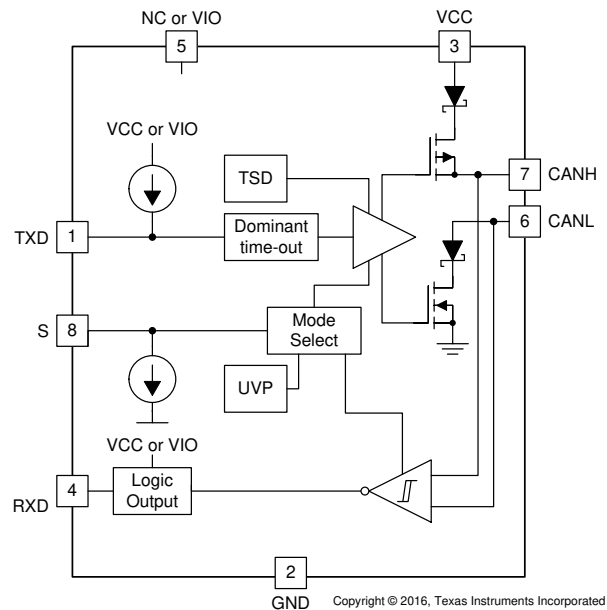 NC or VIO
VCC
5
3
VCC or VIO
TSD
7
CANH
6
CANL
TXD
1
Dominant
time-out
S
8
Mode
Select
UVP
VCC or VIO
RXD
4
Logic
Output
2
GND
Copyright © 2016, Texas Instruments Incorporated